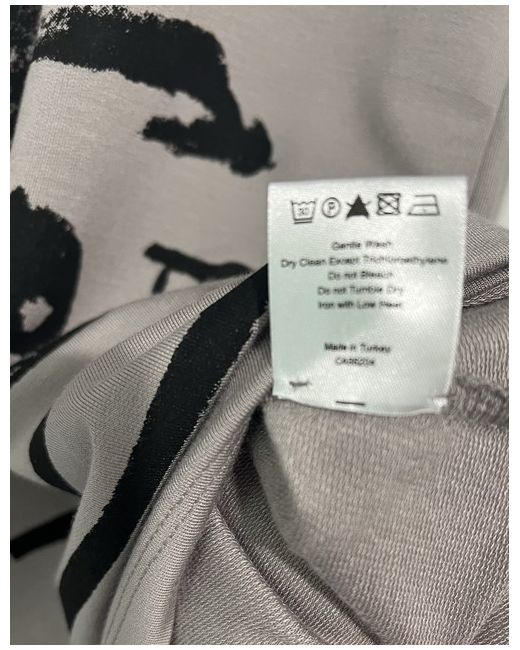 30 P
Gentle Wash
Dry Clean Except Trichloroethylene
Do not Bleach
Do not Tumble Dry
Iron with Low Heat
Made in Turkey